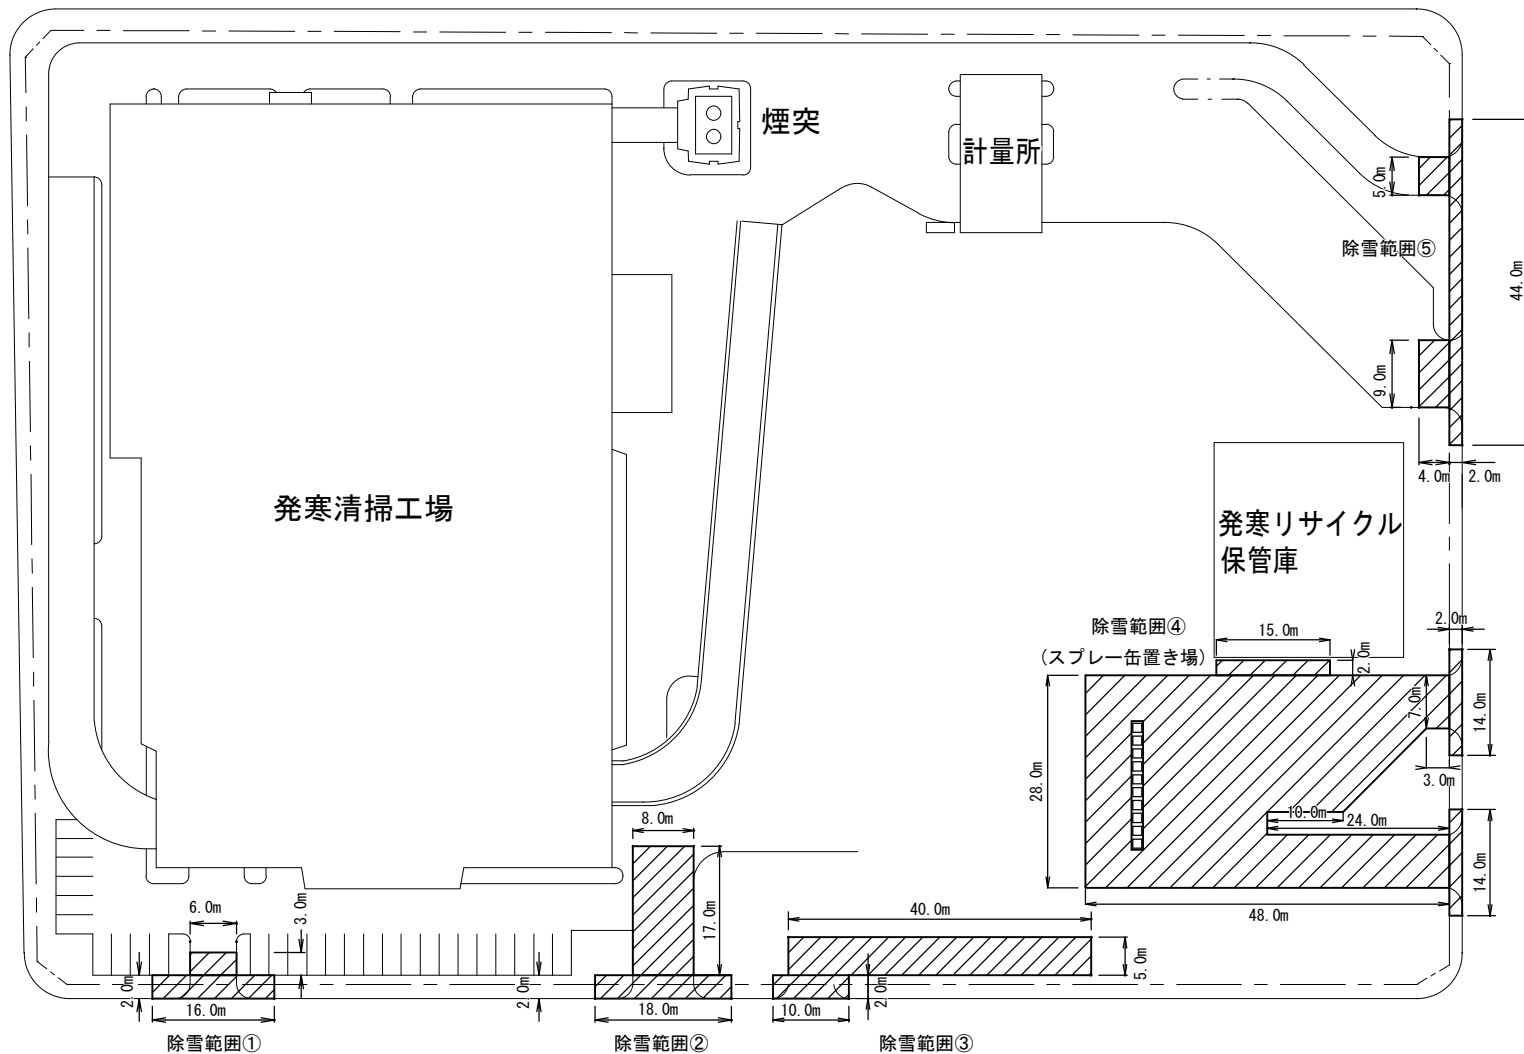 煙突
計量所
5.0m
除雪範囲⑤
44.0m
9.0m
4.0m
2.0m
発寒清掃工場
発寒リサイクル
保管庫
除雪範囲④
(スプレー缶置き場)
15.0m
2.0m
2.0m
7.0m
14.0m
3.0m
28.0m
10.0m
24.0m
14.0m
48.0m
8.0m
17.0m
6.0m
3.0m
40.0m
5.0m
2.0m
16.0m
2.0m
18.0m
10.0m
2.0m
除雪範囲①
除雪範囲②
除雪範囲③